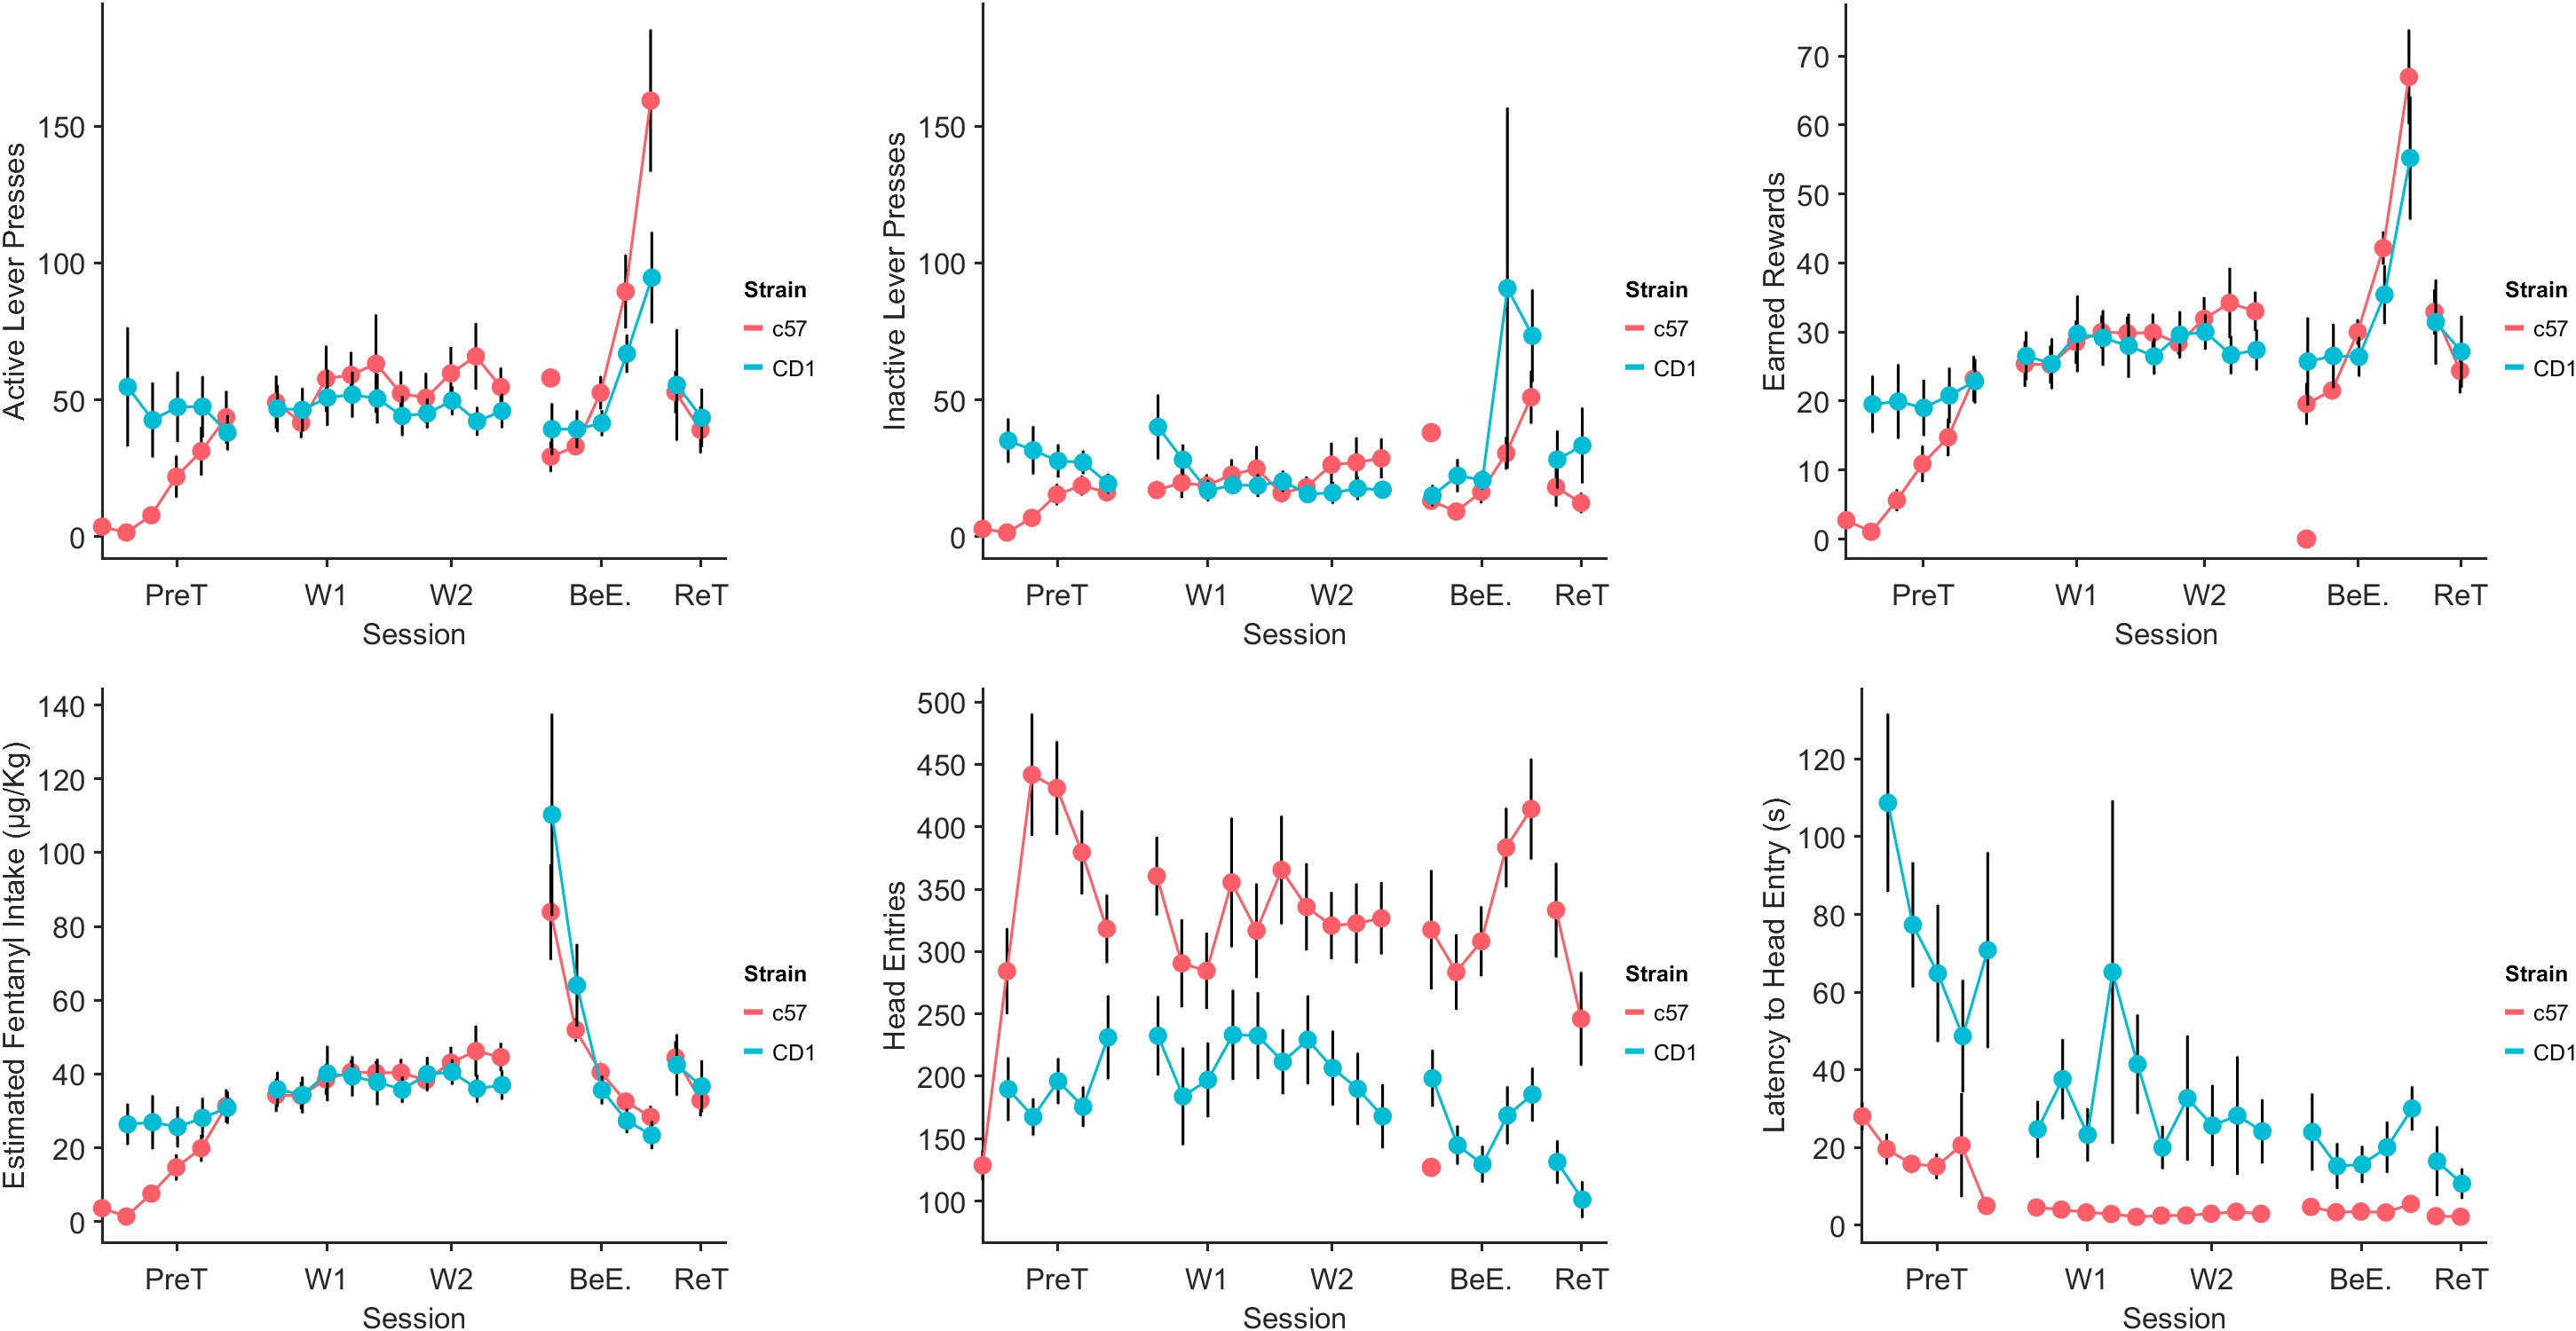 Active Lever Presses
150
100
50
0
PreT W1 W2 BeE. ReT
Session
Strain
c57
CD1
Inactive Lever Presses
150
100
50
0
PreT W1 W2 BeE. ReT
Session
Strain
c57
CD1
Earned Rewards
70
60
50
40
30
20
10
0
PreT W1 W2 BeE. ReT
Session
Strain
c57
CD1
Estimated Fentanyl Intake (μg/Kg)
140
120
100
80
60
40
20
0
PreT W1 W2 BeE. ReT
Session
Strain
c57
CD1
Head Entries
500
450
400
350
300
250
200
150
100
PreT W1 W2 BeE. ReT
Session
Strain
c57
CD1
Latency to Head Entry (s)
120
100
80
60
40
20
0
PreT W1 W2 BeE. ReT
Session
Strain
c57
CD1